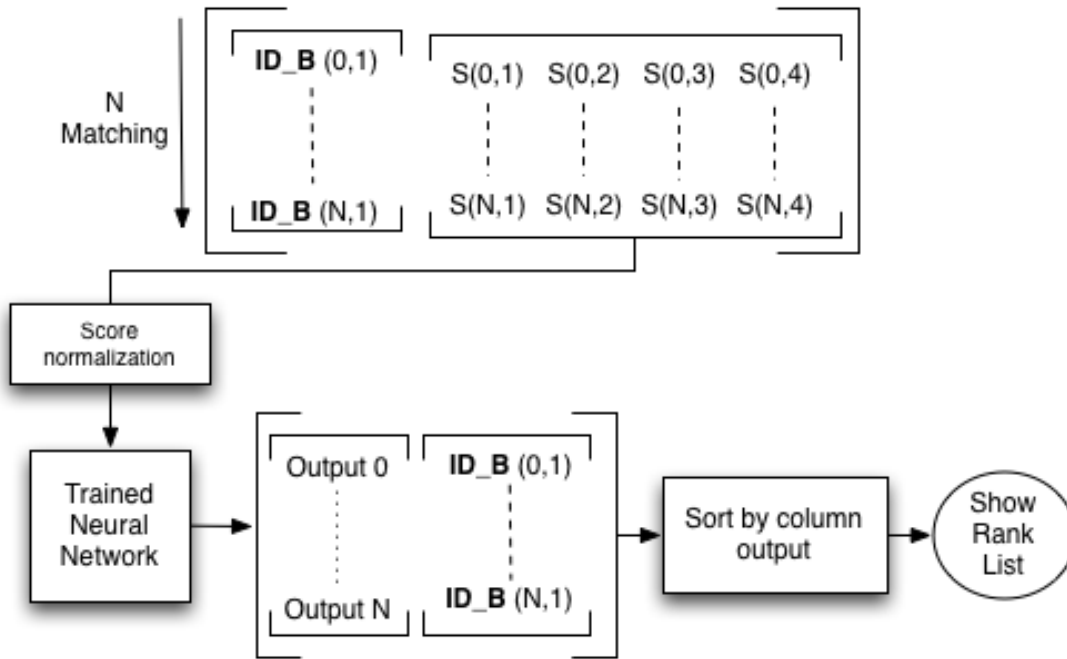 N
Matching
ID_B (0,1)
S(0,1) S(0,2) S(0,3) S(0,4)
ID_B (N,1)
S(N,1) S(N,2) S(N,3) S(N,4)
Score
normalization
Trained
Neural
Network
Output 0
ID_B (0,1)
Output N
ID_B (N,1)
Sort by column
output
Show
Rank
List